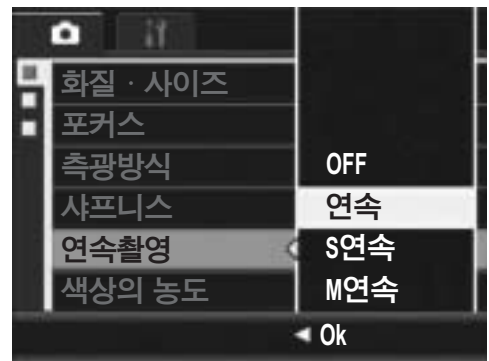 화질 · 사이즈
포커스
측광방식
샤프니스
연속촬영
색상의 농도
OFF
연속
S연속
M연속
Ok